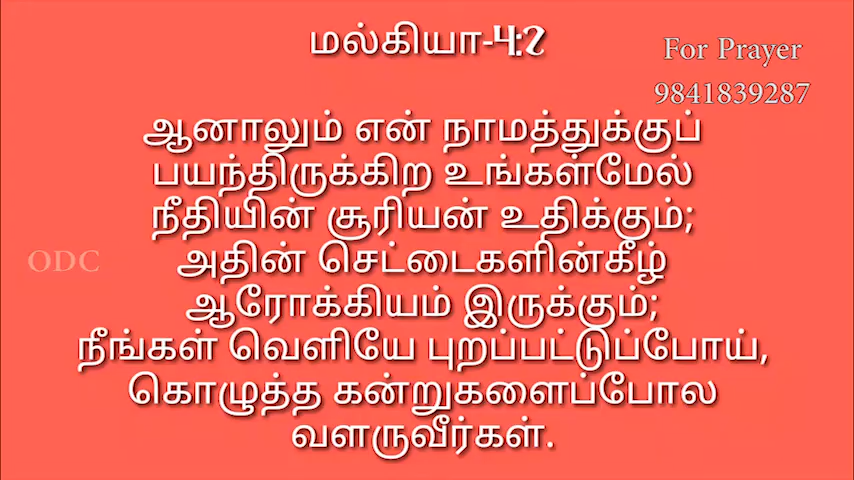 மல்கியா-4:2
For Prayer
9841839287
ஆனாலும் என் நாமத்துக்குப்
பயந்திருக்கிற உங்கள்மேல்
நீதியின் சூரியன் உதிக்கும்;
ODC
அதின் செட்டைகளின்கீழ்
ஆரோக்கியம் இருக்கும்;
நீங்கள் வெளியே புறப்பட்டுப்போய்,
கொழுத்த கன்றுகளைப்போல
வளருவீர்கள்.